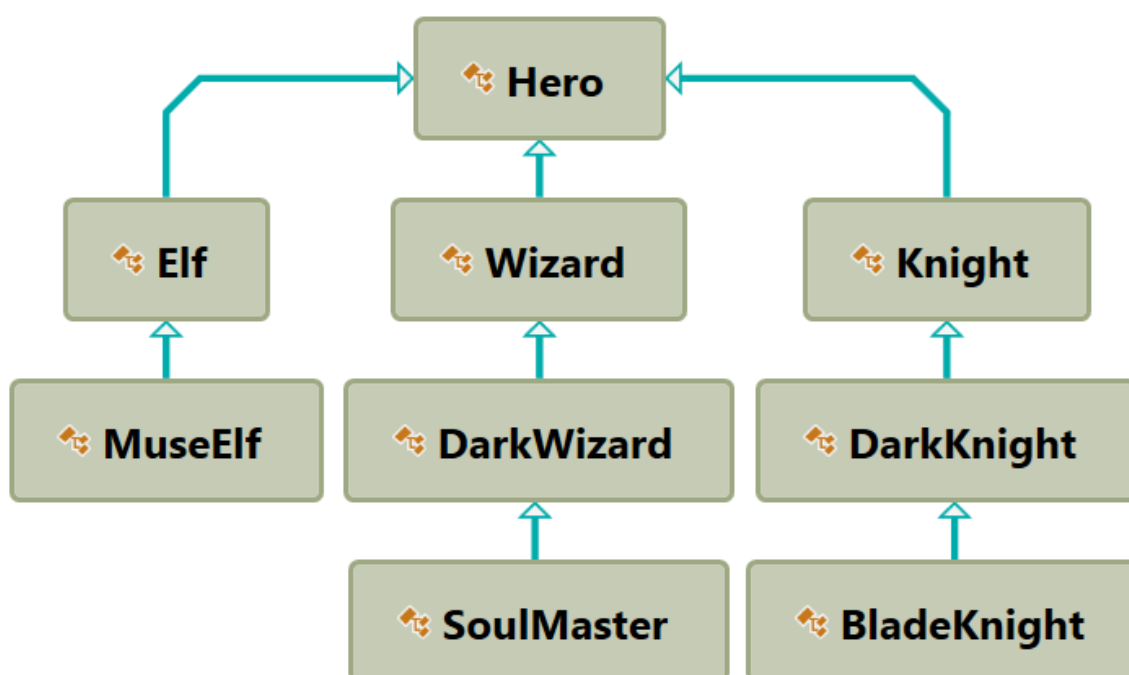 Hero
Elf
Wizard
Knight
MuseElf
DarkWizard
DarkKnight
SoulMaster
BladeKnight